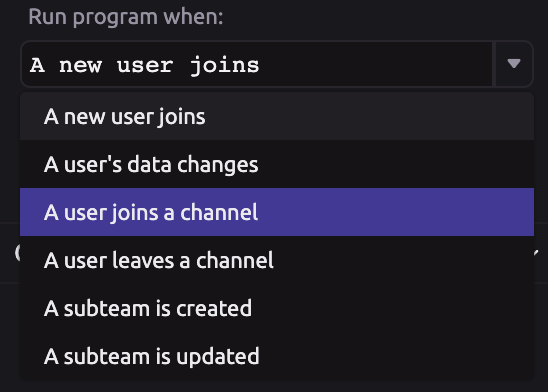 Run program when:
A new user joins
A new user joins
A user's data changes
A user joins a channel
A user leaves a channel
A subteam is created
A subteam is updated